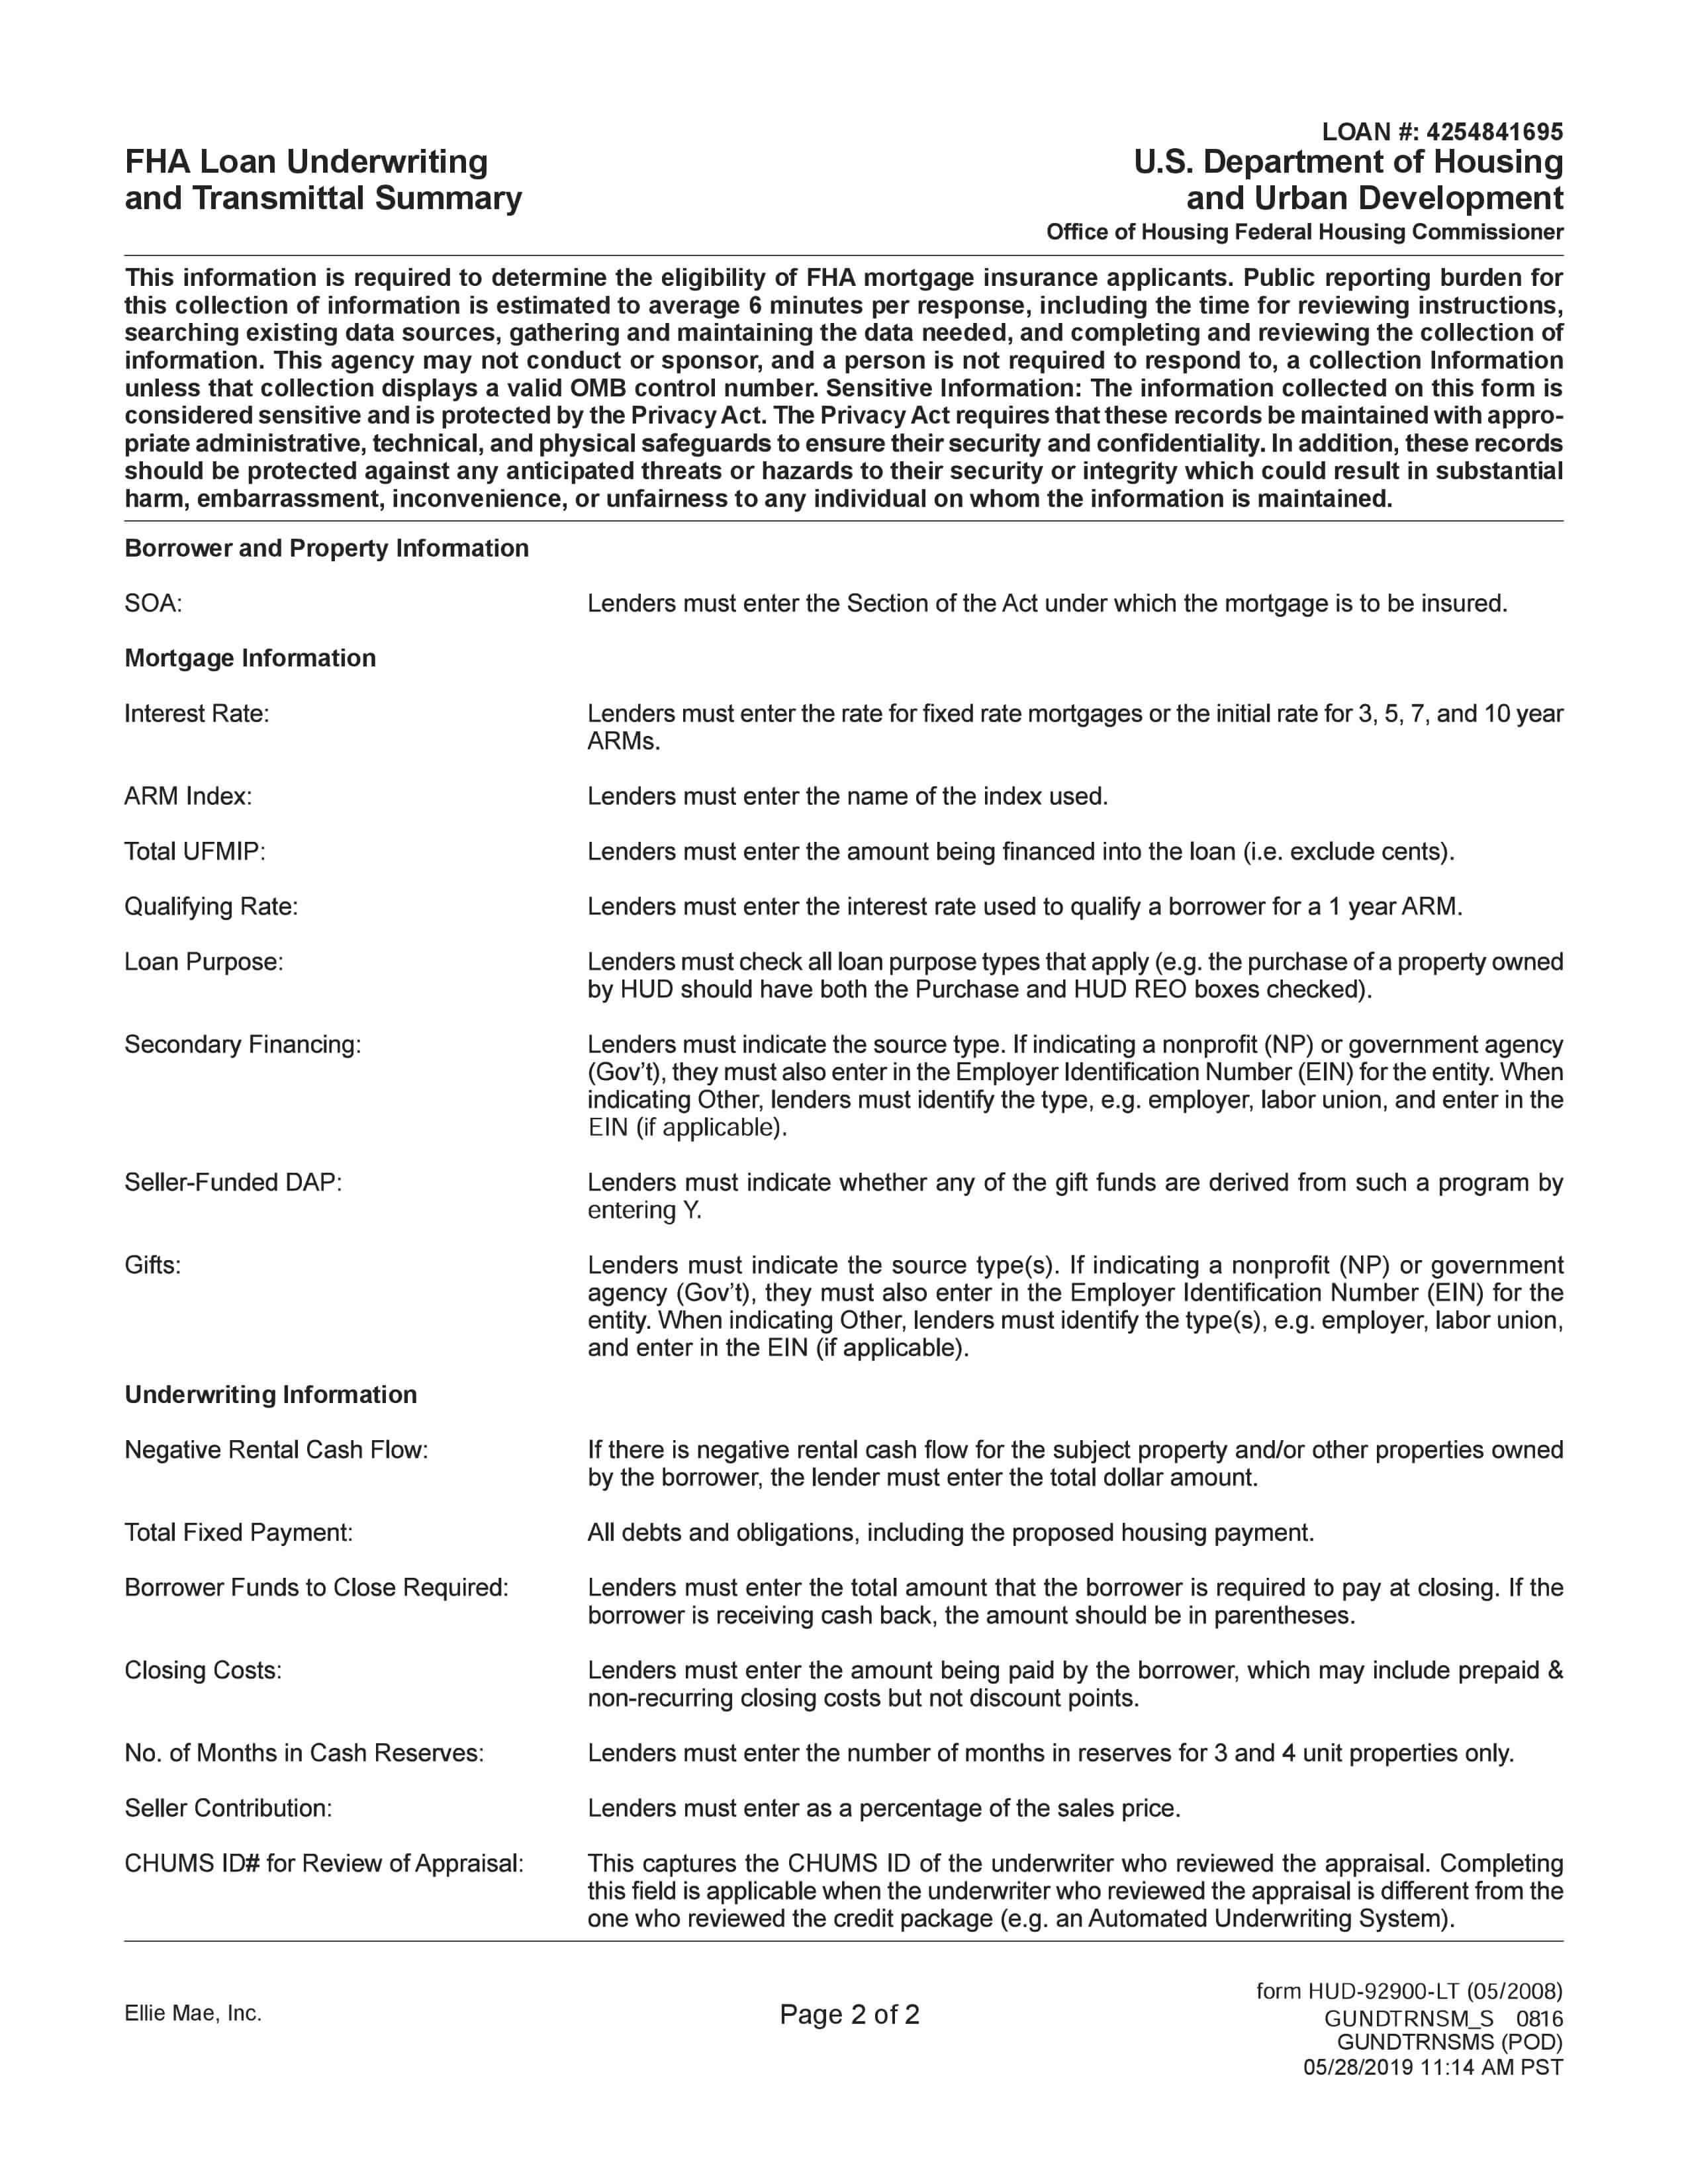 LOAN #: 4254841695
FHA Loan Underwriting
and Transmittal Summary
U.S. Department of Housing
and Urban Development
Office of Housing Federal Housing Commissioner
This information is required to determine the eligibility of FHA mortgage insurance applicants. Public reporting burden for
this collection of information is estimated to average 6 minutes per response, including the time for reviewing instructions,
searching existing data sources, gathering and maintaining the data needed, and completing and reviewing the collection of
information. This agency may not conduct or sponsor, and a person is not required to respond to, a collection Information
unless that collection displays a valid OMB control number. Sensitive Information: The information collected on this form is
considered sensitive and is protected by the Privacy Act. The Privacy Act requires that these records be maintained with appro-
priate administrative, technical, and physical safeguards to ensure their security and confidentiality. In addition, these records
should be protected against any anticipated threats or hazards to their security or integrity which could result in substantial
harm, embarrassment, inconvenience, or unfairness to any individual on whom the information is maintained.
Borrower and Property Information
SOA: Lenders must enter the Section of the Act under which the mortgage is to be insured.
Mortgage Information
Interest Rate: Lenders must enter the rate for fixed rate mortgages or the initial rate for 3, 5, 7, and 10 year
ARMs.
ARM Index: Lenders must enter the name of the index used.
Total UFMIP: Lenders must enter the amount being financed into the loan (i.e. exclude cents).
Qualifying Rate: Lenders must enter the interest rate used to qualify a borrower for a 1 year ARM.
Loan Purpose: Lenders must check all loan purpose types that apply (e.g. the purchase of a property owned
by HUD should have both the Purchase and HUD REO boxes checked).
Secondary Financing: Lenders must indicate the source type. If indicating a nonprofit (NP) or government agency
(Gov't), they must also enter in the Employer Identification Number (EIN) for the entity. When
indicating Other, lenders must identify the type, e.g. employer, labor union, and enter in the
EIN (if applicable).
Seller-Funded DAP: Lenders must indicate whether any of the gift funds are derived from such a program by
entering Y.
Gifts: Lenders must indicate the source type(s). If indicating a nonprofit (NP) or government
agency (Gov't), they must also enter in the Employer Identification Number (EIN) for the
entity. When indicating Other, lenders must identify the type(s), e.g. employer, labor union,
and enter in the EIN (if applicable).
Underwriting Information
Negative Rental Cash Flow: If there is negative rental cash flow for the subject property and/or other properties owned
by the borrower, the lender must enter the total dollar amount.
Total Fixed Payment: All debts and obligations, including the proposed housing payment.
Borrower Funds to Close Required: Lenders must enter the total amount that the borrower is required to pay at closing. If the
borrower is receiving cash back, the amount should be in parentheses.
Closing Costs: Lenders must enter the amount being paid by the borrower, which may include prepaid &
non-recurring closing costs but not discount points.
No. of Months in Cash Reserves: Lenders must enter the number of months in reserves for 3 and 4 unit properties only.
Seller Contribution: Lenders must enter as a percentage of the sales price.
CHUMS ID# for Review of Appraisal: This captures the CHUMS ID of the underwriter who reviewed the appraisal. Completing
this field is applicable when the underwriter who reviewed the appraisal is different from the
one who reviewed the credit package (e.g. an Automated Underwriting System).
form HUD-92900-LT (05/2008)
Ellie Mae, Inc. Page 2 of 2 GUNDTRNSM_S 0816
GUNDTRNSMS (POD)
05/28/2019 11:14 AM PST